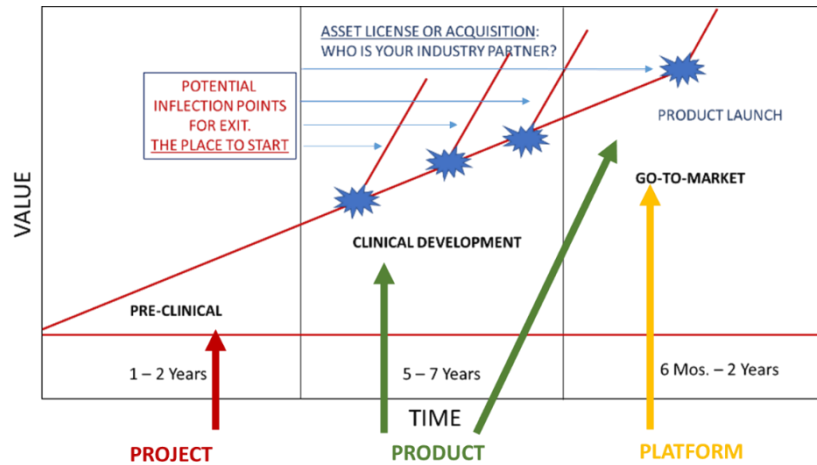 ASSET LICENSE OR ACQUISITION:
WHO IS YOUR INDUSTRY PARTNER?
POTENTIAL
INFLECTION POINTS
FOR EXIT.
THE PLACE TO START
PRODUCT LAUNCH
GO-TO-MARKET
CLINICAL DEVELOPMENT
PRE-CLINICAL
VALUE
1 – 2 Years
5 – 7 Years
6 Mos. – 2 Years
TIME
PROJECT
PRODUCT
PLATFORM